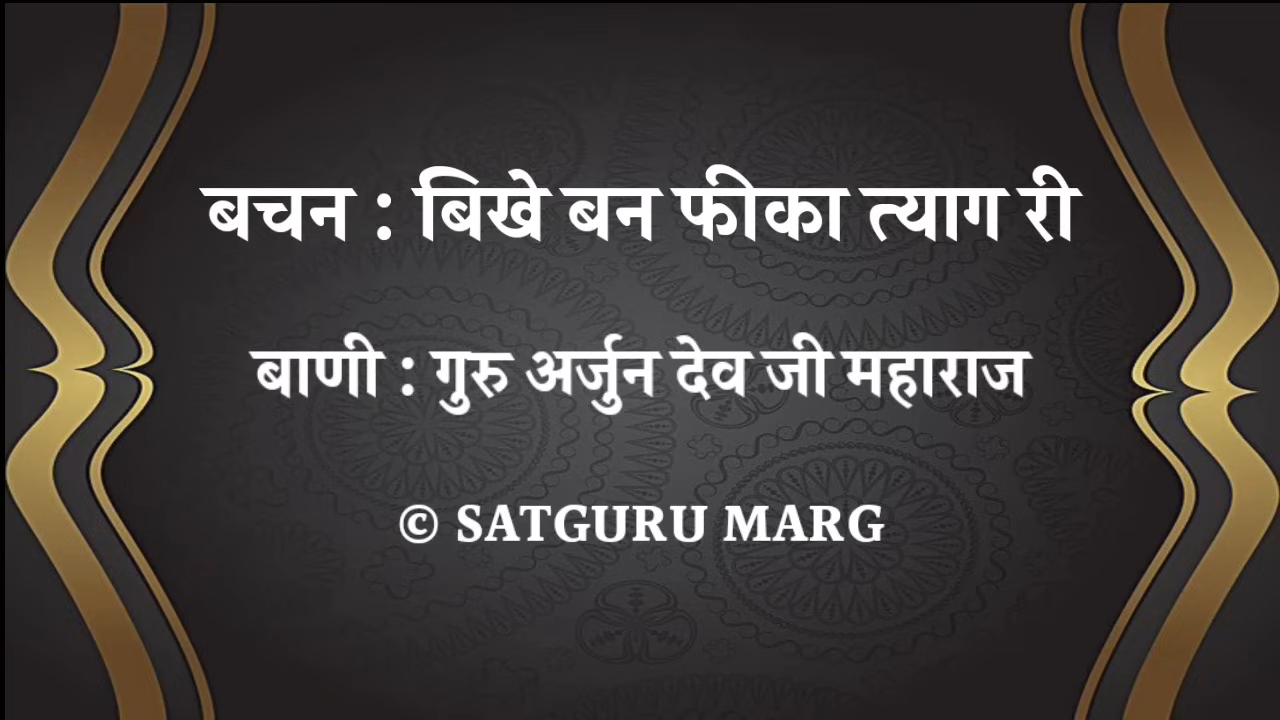 बचन : बिखे बन फीका त्याग री
बाणी : गुरु अर्जुन देव जी महाराज
© SATGURU MARG